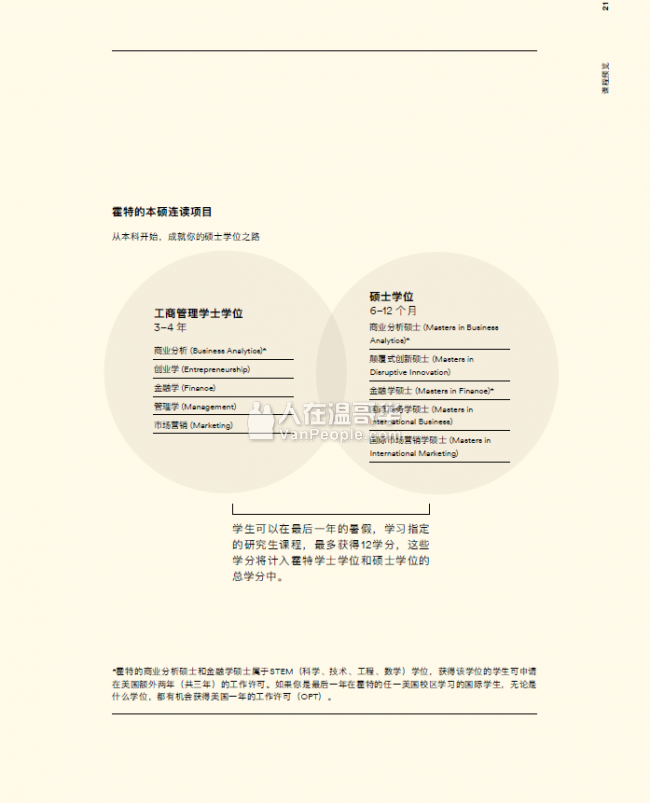 21
课程预览
霍特的本硕连读项目
从本科开始，成就你的硕士学位之路
工商管理学士学位
3–4 年
商业分析 (Business Analytics)*
创业学 (Entrepreneurship)
金融学 (Finance)
管理学 (Management)
市场营销 (Marketing)
硕士学位
6–12 个月
商业分析硕士 (Masters in Business
Analytics)*
颠覆式创新硕士 (Masters in
Disruptive Innovation)
金融学硕士 (Masters in Finance)*
商务学硕士 (Masters in
International Business)
国际市场营销学硕士 (Masters in
International Marketing)
人在温哥华
VanPeople.com
学生可以在最后一年的暑假，学习指定
的研究生课程，最多获得12学分，这些
学分将计入霍特学士学位和硕士学位的
总学分中。
*霍特的商业分析硕士和金融学硕士属于STEM（科学、技术、工程、数学）学位，获得该学位的学生可申请
在美国额外两年（共三年）的工作许可。如果你是最后一年在霍特的任一美国校区学习的国际学生，无论是
什么学位，都有机会获得美国一年的工作许可（OPT）。